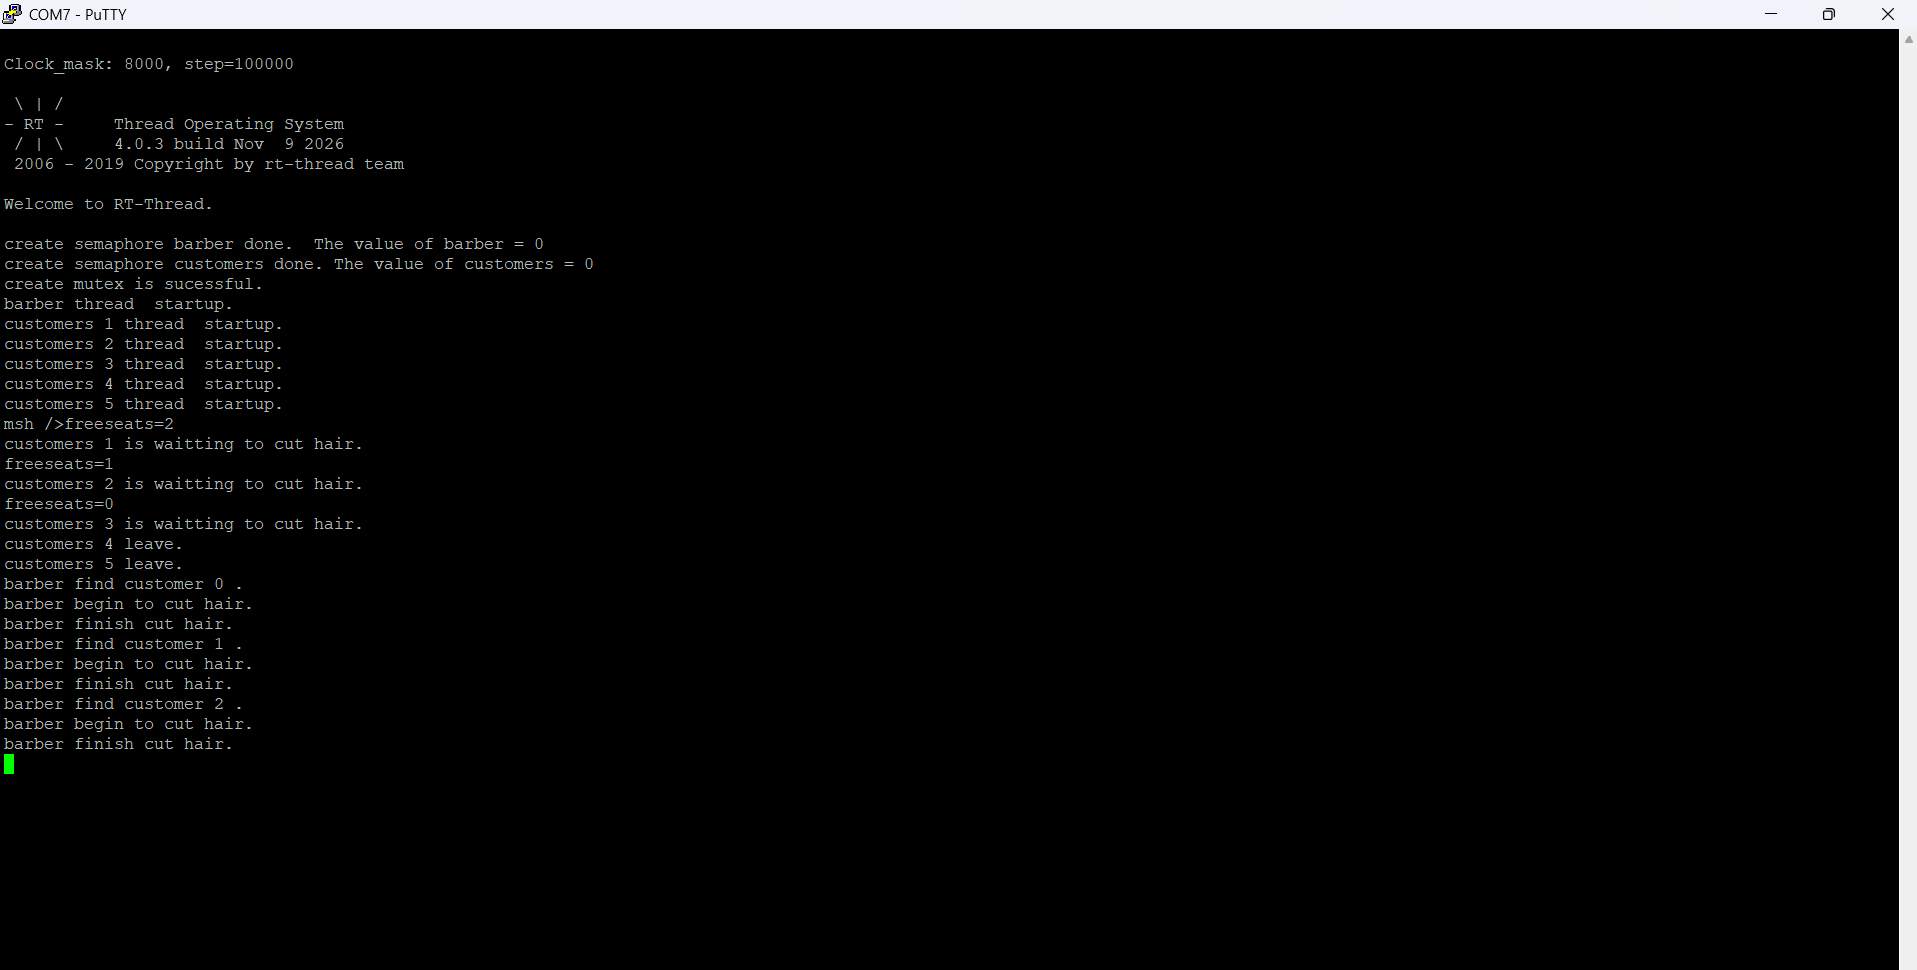 COM7 - PuTTY
Clock_mask: 8000, step=100000
 \ | /
- RT -     Thread Operating System
 / | \     4.0.3 build Nov  9 2026
 2006 - 2019 Copyright by rt-thread team
Welcome to RT-Thread.
create semaphore barber done.  The value of barber = 0
create semaphore customers done. The value of customers = 0
create mutex is sucessful.
barber thread  startup.
customers 1 thread  startup.
customers 2 thread  startup.
customers 3 thread  startup.
customers 4 thread  startup.
customers 5 thread  startup.
msh />freeseats=2
customers 1 is waitting to cut hair.
freeseats=1
customers 2 is waitting to cut hair.
freeseats=0
customers 3 is waitting to cut hair.
customers 4 leave.
customers 5 leave.
barber find customer 0 .
barber begin to cut hair.
barber finish cut hair.
barber find customer 1 .
barber begin to cut hair.
barber finish cut hair.
barber find customer 2 .
barber begin to cut hair.
barber finish cut hair.